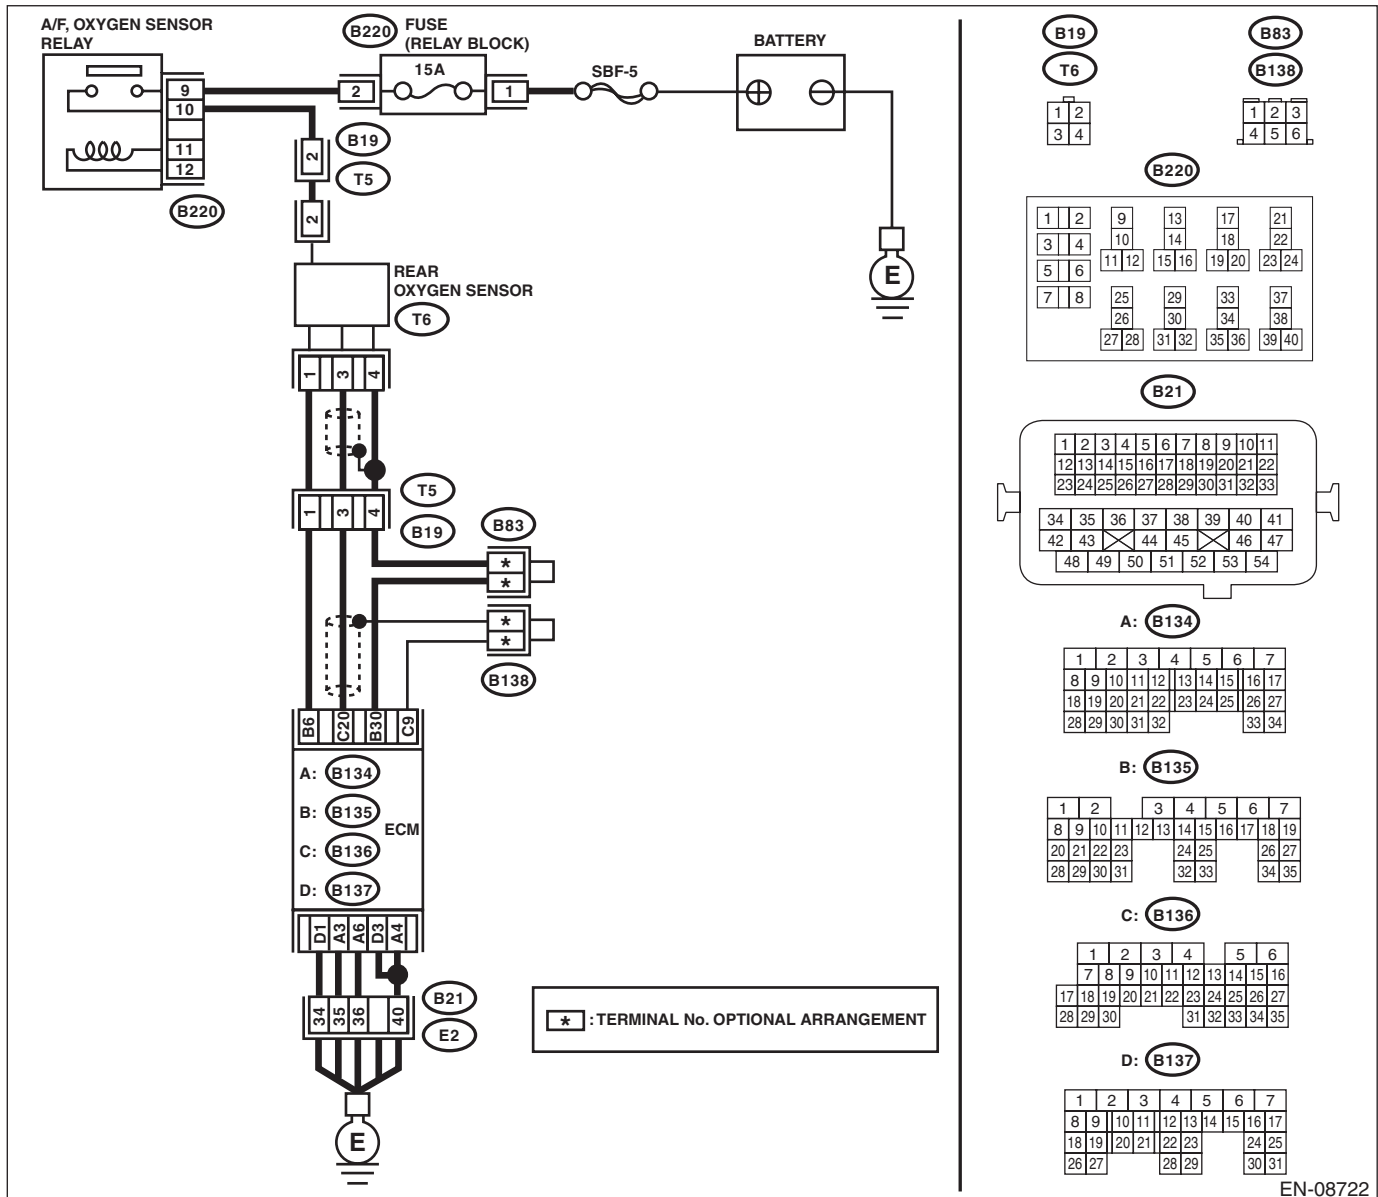 A/F, OXYGEN SENSOR
RELAY
B220 FUSE
(RELAY BLOCK)
15A
SBF-5
BATTERY
9
10
11
12
2
1
B220
2
B19
T5
2
E
REAR
OXYGEN SENSOR
T6
1 3 4
T5
1 3 4
B19
B83
*
*
*
*
B138
B6 C20 B30 C9
A: B134
B: B135
ECM
C: B136
D: B137
D1 A3 A6 D3 A4
34 35 36 40
B21
E2
E
* : TERMINAL No. OPTIONAL ARRANGEMENT
B19
T6
1 2
3 4
B83
B138
1 2 3
4 5 6
B220
1 2 9 13 17 21
3 4 10 14 18 22
11 12 15 16 19 20 23 24
5 6
7 8 25 29 33 37
26 30 34 38
27 28 31 32 35 36 39 40
B21
1 2 3 4 5 6 7 8 9 10 11
12 13 14 15 16 17 18 19 20 21 22
23 24 25 26 27 28 29 30 31 32 33
34 35 36 37 38 39 40 41
42 43 44 45 46 47
48 49 50 51 52 53 54
A: B134
1 2 3 4 5 6 7
8 9 10 11 12 13 14 15 16 17
18 19 20 21 22 23 24 25 26 27
28 29 30 31 32 33 34
B: B135
1 2 3 4 5 6 7
8 9 10 11 12 13 14 15 16 17 18 19
20 21 22 23 24 25 26 27
28 29 30 31 32 33 34 35
C: B136
1 2 3 4 5 6
7 8 9 10 11 12 13 14 15 16
17 18 19 20 21 22 23 24 25 26 27
28 29 30 31 32 33 34 35
D: B137
1 2 3 4 5 6 7
8 9 10 11 12 13 14 15 16 17
18 19 20 21 22 23 24 25
26 27 28 29 30 31
EN-08722